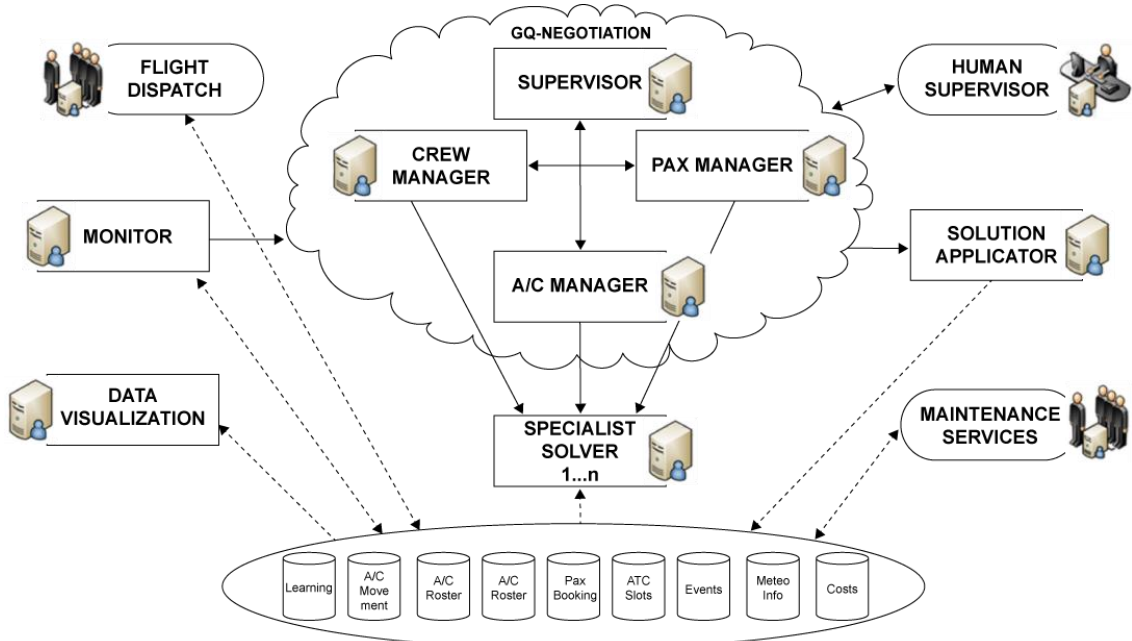 GQ-NEGOTIATION
FLIGHT
DISPATCH
SUPERVISOR
HUMAN
SUPERVISOR
CREW
MANAGER
PAX MANAGER
MONITOR
SOLUTION
APPLICATOR
A/C MANAGER
DATA
VISUALIZATION
MAINTENANCE
SERVICES
SPECIALIST
SOLVER
1...n
Learning
A/C
Move
ment
A/C
Roster
A/C
Roster
Pax
Booking
ATC
Slots
Events
Meteo
Info
Costs